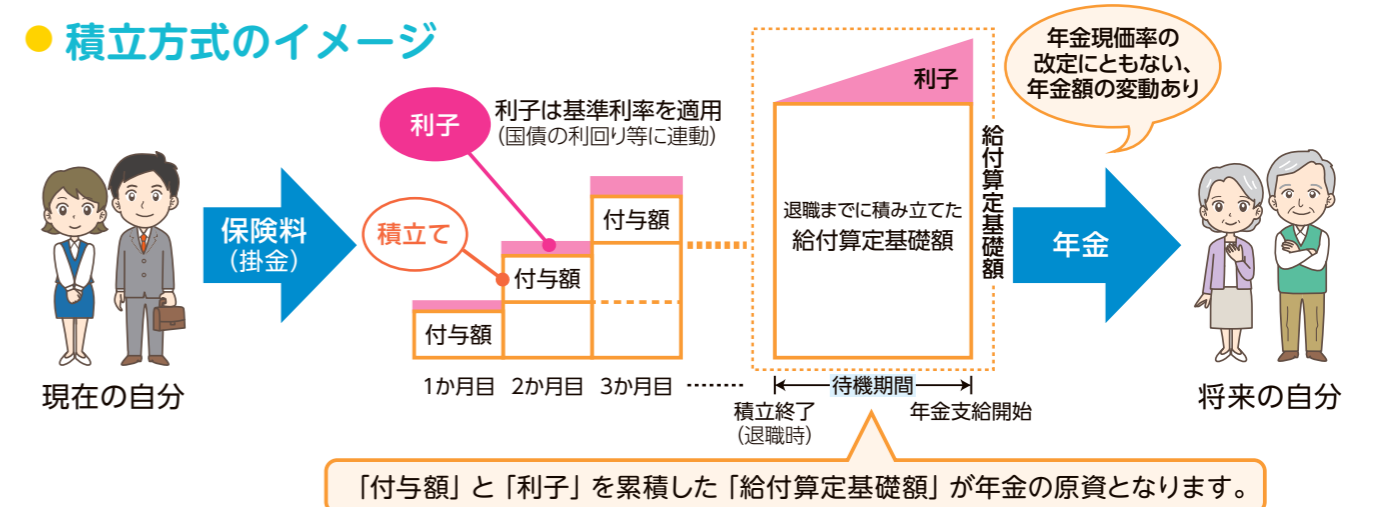 積立方式のイメージ
現在の自分
保険料
（掛金）
積立て
利子
利子は基準利率を適用
（国債の利回り等に連動）
付与額
付与額
付与額
1か月目 2か月目 3か月目 ………
利子
退職までに積み立てた
給付算定基礎額
給付算定基礎額
待機期間
積立終了
（退職時）
年金支給開始
年金現価率の
改定にともない、
年金額の変動あり
年金
将来の自分
「付与額」と「利子」を累積した「給付算定基礎額」が年金の原資となります。